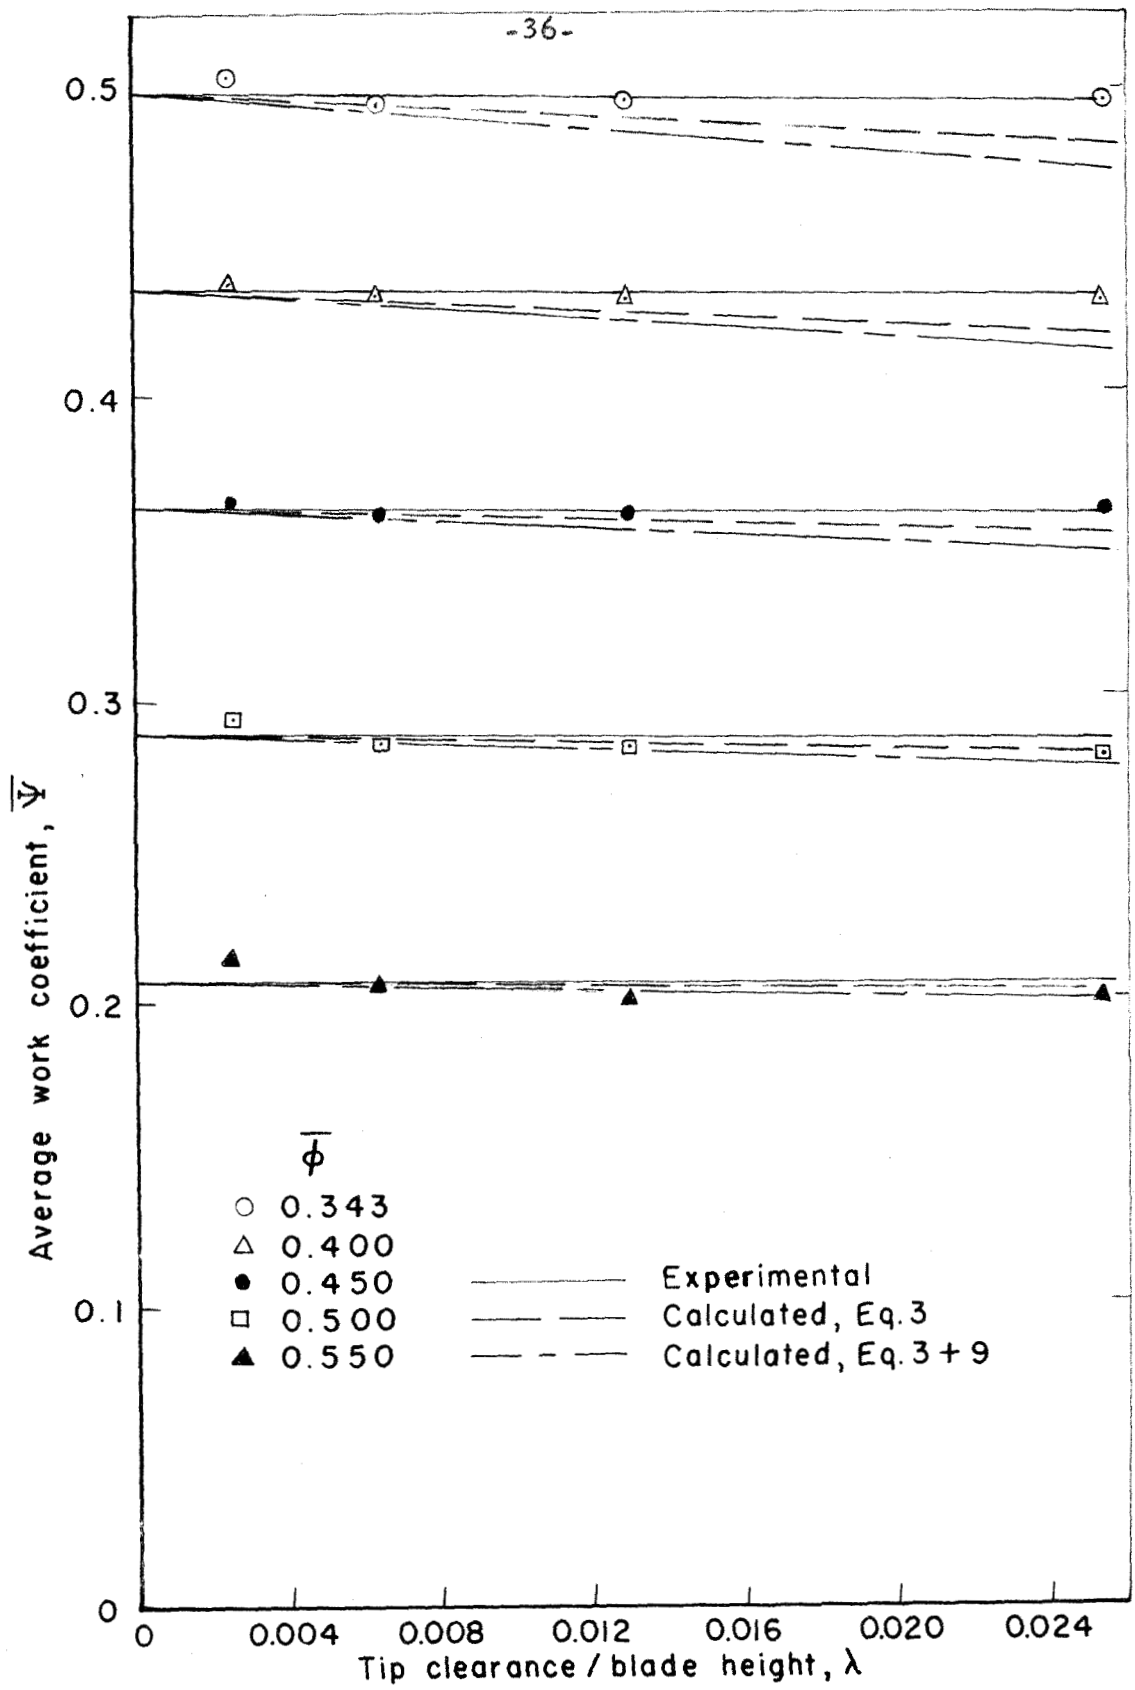 -36-
0.5
0.4
0.3
0.2
0.1
0
Average work coefficient, Ψ̅
ϕ̅
0.343
0.400
0.450
0.500
0.550
Experimental
Calculated, Eq. 3
Calculated, Eq. 3 + 9
0 0.004 0.008 0.012 0.016 0.020 0.024
Tip clearance / blade height, λ